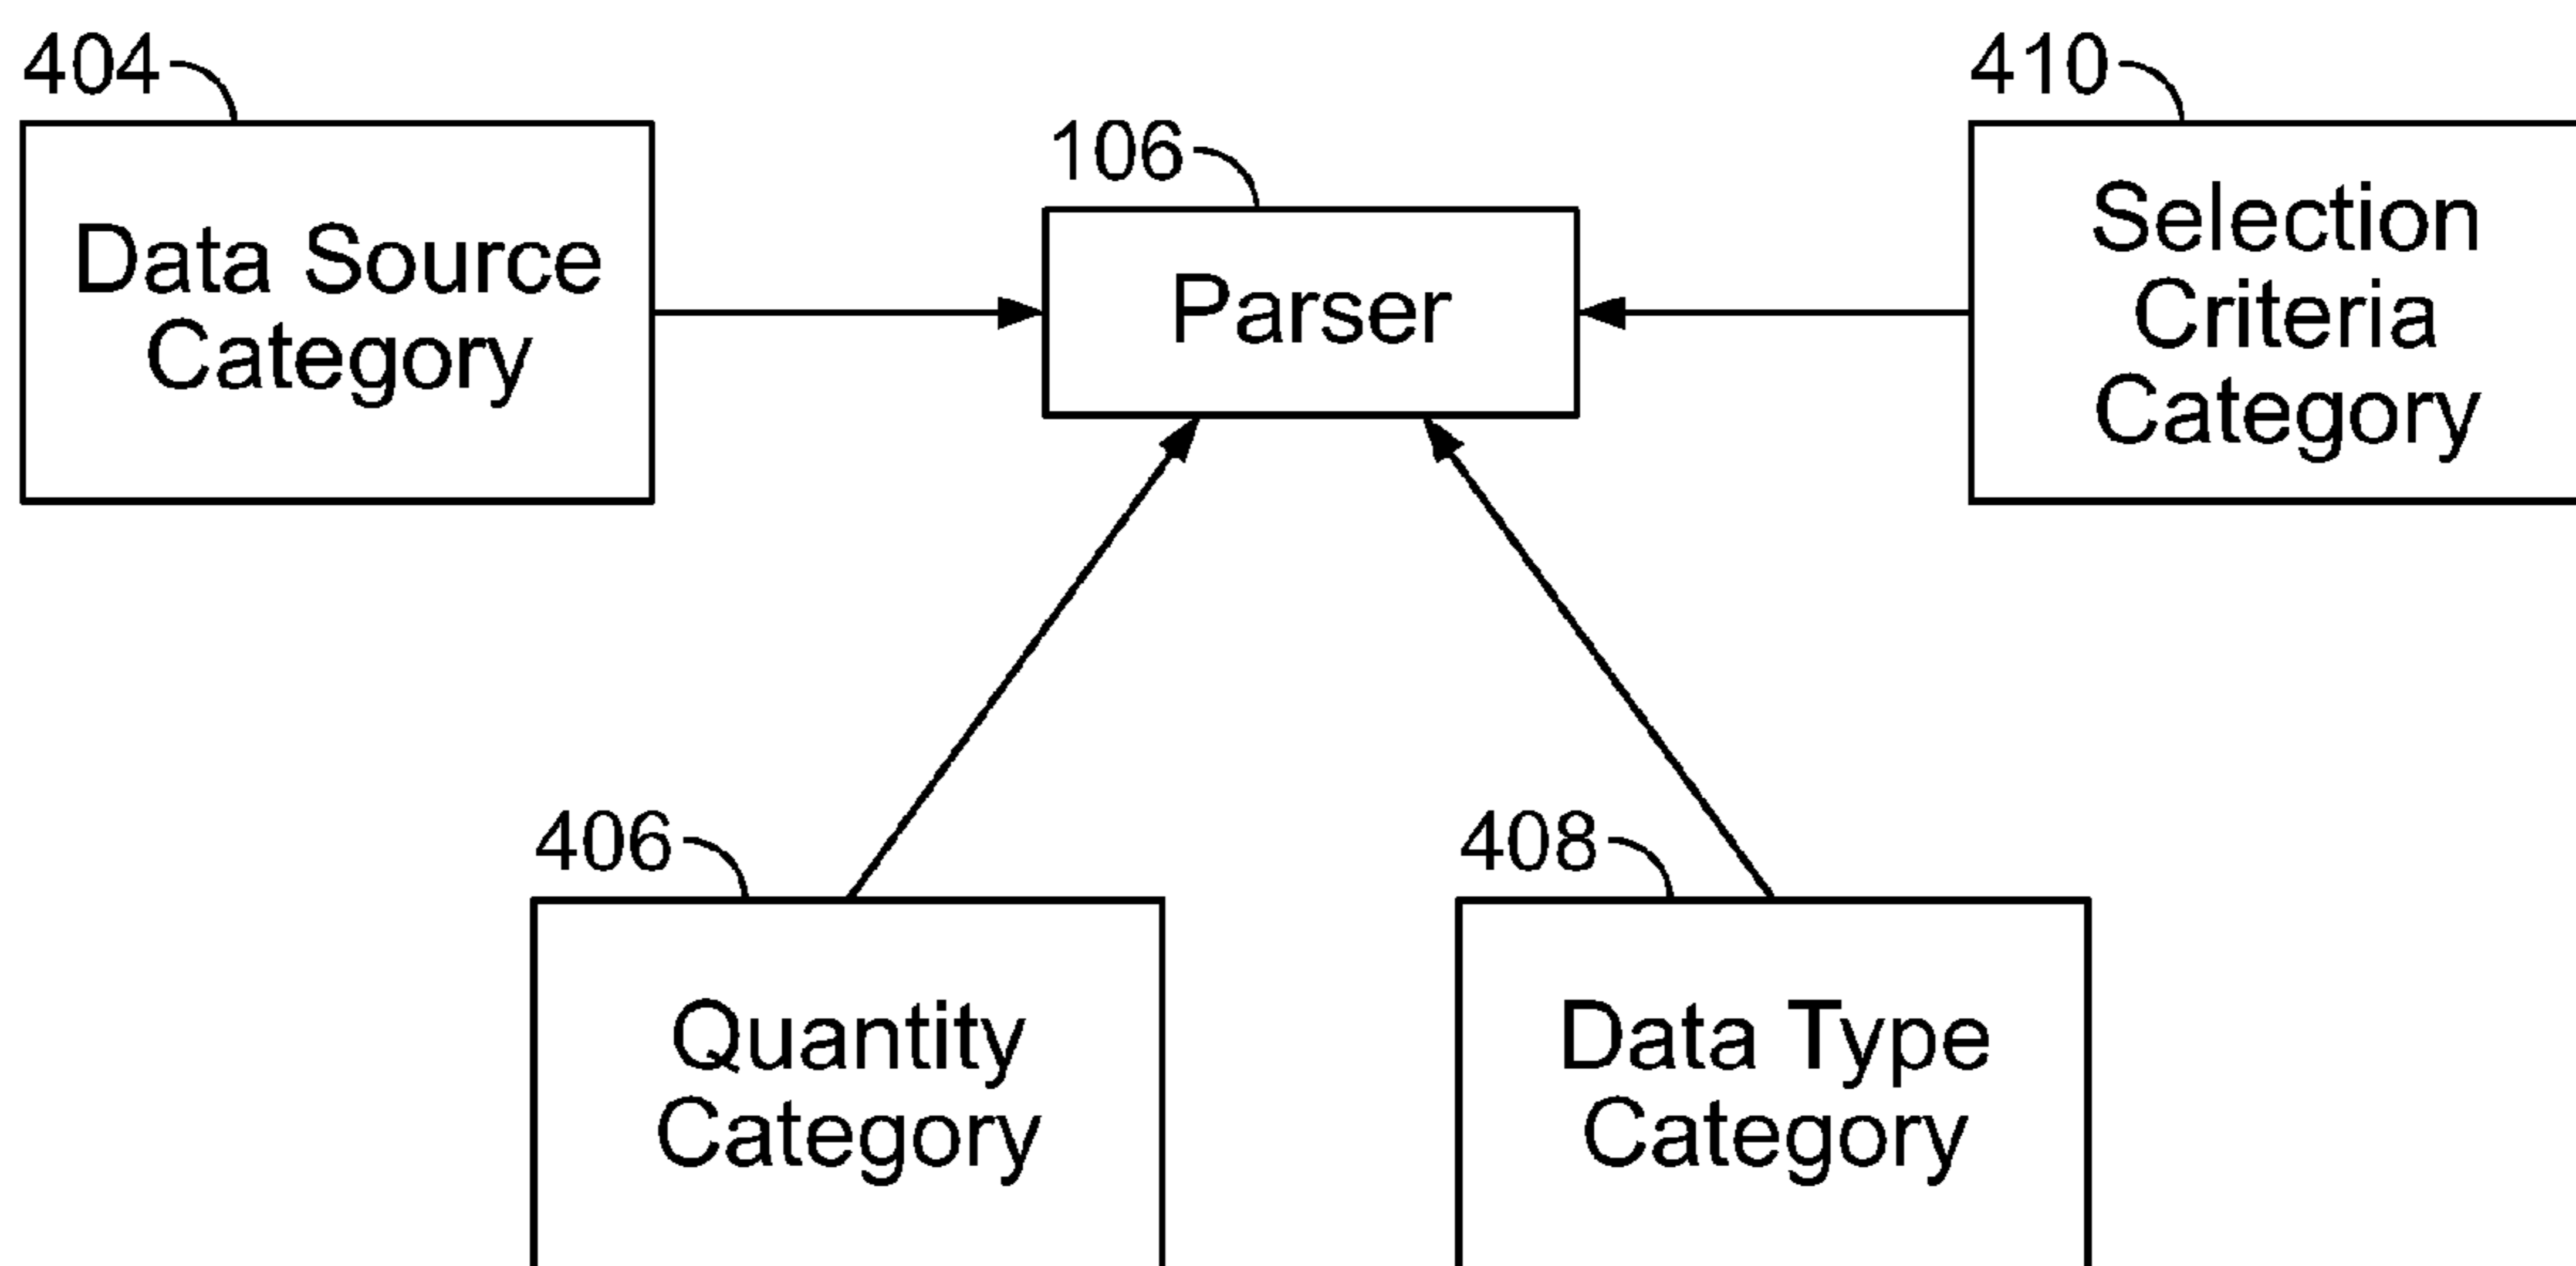 404
Data Source
Category
106
Parser
410
Selection
Criteria
Category
406
Quantity
Category
408
Data Type
Category